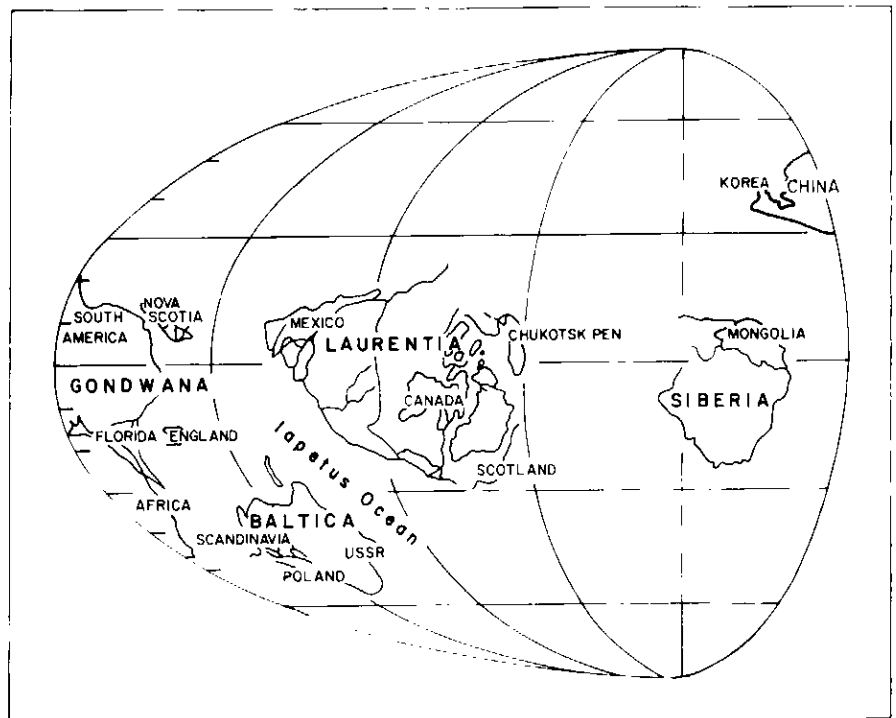 KOREA
CHINA
NOVA
SCOTIA
SOUTH
AMERICA
MEXICO
LAURENTIA
CHUKOTSK PEN
MONGOLIA
GONDWANA
CANADA
SIBERIA
FLORIDA
ENGLAND
Iapetus Ocean
SCOTLAND
AFRICA
BALTICA
SCANDINAVIA
USSR
POLAND